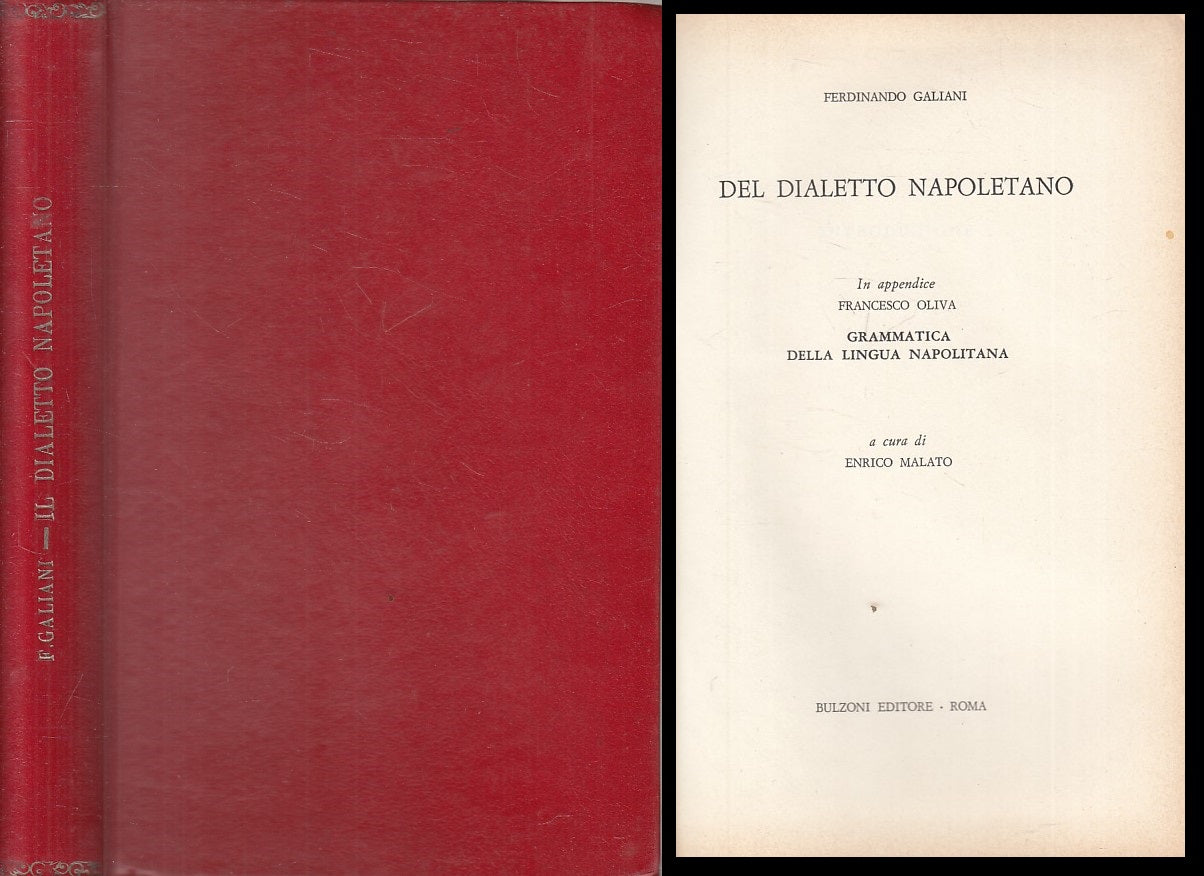 F. GALIANI — IL DIALETTO NAPOLETANO
FERDINANDO GALIANI
DEL DIALETTO NAPOLETANO
In appendice
FRANCESCO OLIVA
GRAMMATICA
DELLA LINGUA NAPOLITANA
a cura di
ENRICO MALATO
BULZONI EDITORE · ROMA